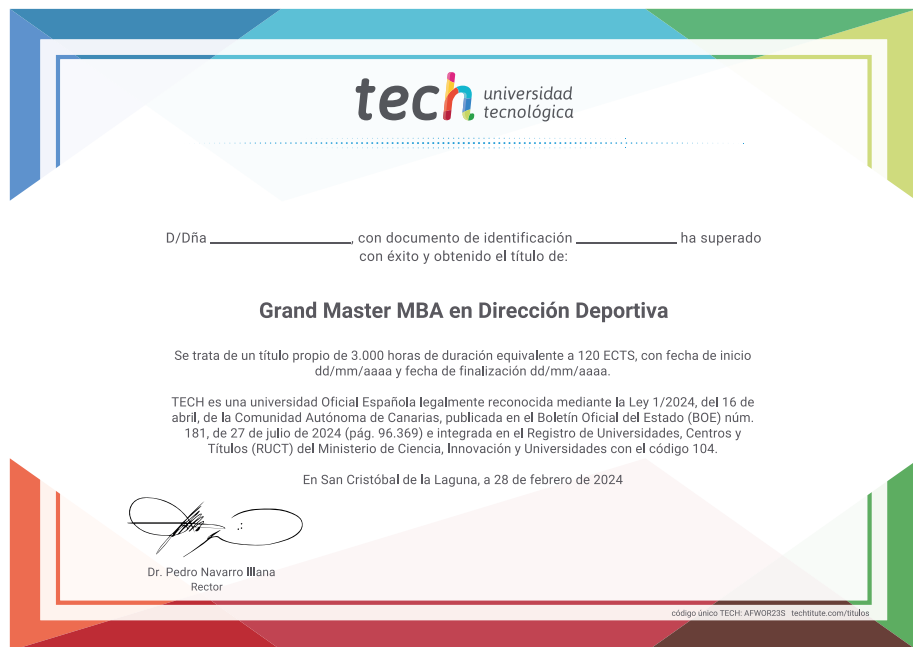 tech universidad
tecnológica
D/Dña ______________, con documento de identificación __________ ha superado
con éxito y obtenido el título de:
Grand Master MBA en Dirección Deportiva
Se trata de un título propio de 3.000 horas de duración equivalente a 120 ECTS, con fecha de inicio
dd/mm/aaaa y fecha de finalización dd/mm/aaaa.
TECH es una universidad Oficial Española legalmente reconocida mediante la Ley 1/2024, del 16 de
abril, de la Comunidad Autónoma de Canarias, publicada en el Boletín Oficial del Estado (BOE) núm.
181, de 27 de julio de 2024 (pág. 96.369) e integrada en el Registro de Universidades, Centros y
Títulos (RUCT) del Ministerio de Ciencia, Innovación y Universidades con el código 104.
En San Cristóbal de la Laguna, a 28 de febrero de 2024
Dr. Pedro Navarro Illana
Rector
código único TECH: AFWOR23S techtitute.com/titulos